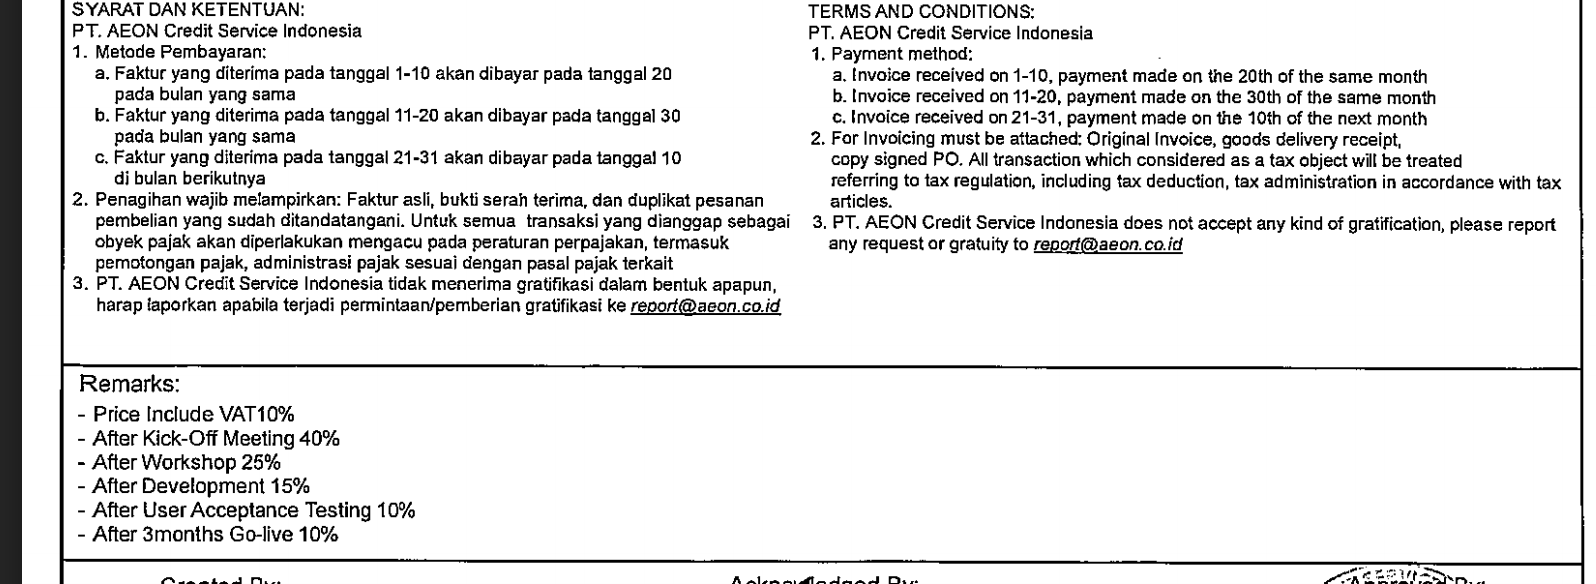 SYARAT DAN KETENTUAN:
PT. AEON Credit Service Indonesia
1. Metode Pembayaran:
a. Faktur yang diterima pada tanggal 1-10 akan dibayar pada tanggal 20
pada bulan yang sama
b. Faktur yang diterima pada tanggal 11-20 akan dibayar pada tanggal 30
pada bulan yang sama
c. Faktur yang diterima pada tanggal 21-31 akan dibayar pada tanggal 10
di bulan berikutnya
2. Penagihan wajib melampirkan: Faktur asli, bukti serah terima, dan duplikat pesanan
pembelian yang sudah ditandatangani. Untuk semua transaksi yang dianggap sebagai
obyek pajak akan diperlakukan mengacu pada peraturan perpajakan, termasuk
pemotongan pajak, administrasi pajak sesuai dengan pasal pajak terkait
3. PT. AEON Credit Service Indonesia tidak menerima gratifikasi dalam bentuk apapun,
harap laporkan apabila terjadi permintaan/pemberian gratifikasi ke report@aeon.co.id
TERMS AND CONDITIONS:
PT. AEON Credit Service Indonesia
1. Payment method:
a. Invoice received on 1-10, payment made on the 20th of the same month
b. Invoice received on 11-20, payment made on the 30th of the same month
c. Invoice received on 21-31, payment made on the 10th of the next month
2. For Invoicing must be attached: Original Invoice, goods delivery receipt,
copy signed PO. All transaction which considered as a tax object will be treated
referring to tax regulation, including tax deduction, tax administration in accordance with tax
articles.
3. PT. AEON Credit Service Indonesia does not accept any kind of gratification, please report
any request or gratuity to report@aeon.co.id
Remarks:
- Price Include VAT10%
- After Kick-Off Meeting 40%
- After Workshop 25%
- After Development 15%
- After User Acceptance Testing 10%
- After 3months Go-live 10%
Created By:
Acknowledged By:
Approved By: